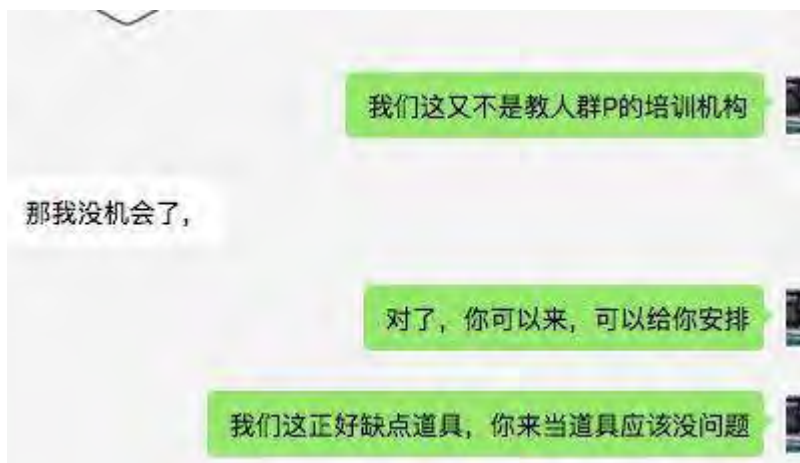 我们这又不是教人群P的培训机构
那我没机会了，
对了，你可以来，可以给你安排
我们这正好缺点道具，你来当道具应该没问题